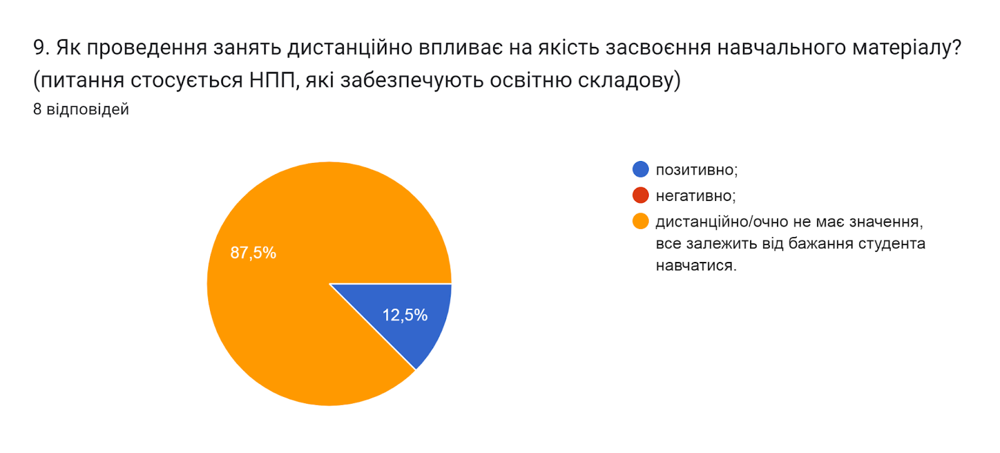 9. Як проведення занять дистанційно впливає на якість засвоєння навчального матеріалу?
(питання стосується НПП, які забезпечують освітню складову)
8 відповідей
позитивно;
негативно;
дистанційно/очно не має значення,
все залежить від бажання студента
навчатися.
87,5%
12,5%